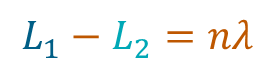 L₁ − L₂ = nλ